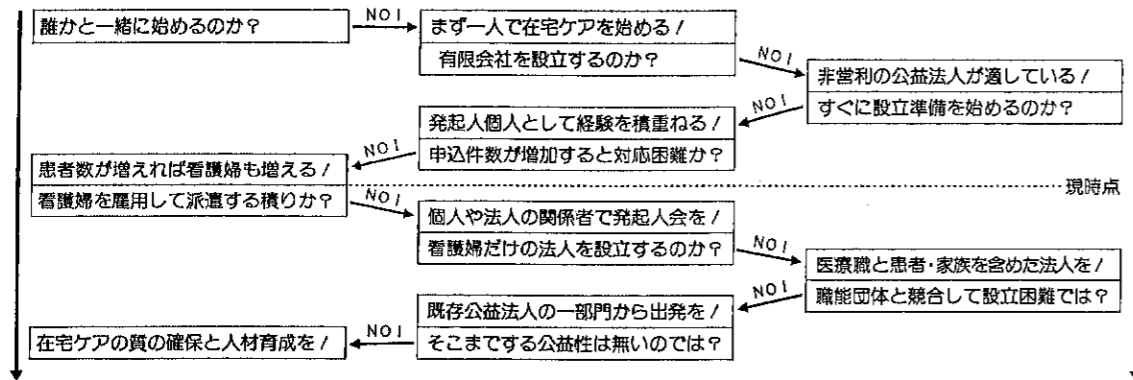 誰かと一緒に始めるのか?
NO!
まず一人で在宅ケアを始める!
有限会社を設立するのか?
NO!
非営利の公益法人が適している!
すぐに設立準備を始めるのか?
NO!
発起人個人として経験を積重ねる!
申込件数が増加すると対応困難か?
NO!
患者数が増えれば看護婦も増える!
現時点
看護婦を雇用して派遣する積りか?
NO!
個人や法人の関係者で発起人会を!
看護婦だけの法人を設立するのか?
NO!
医療職と患者・家族を含めた法人を!
職能団体と競合して設立困難では?
NO!
既存公益法人の一部門から出発を!
そこまでする公益性は無いのでは?
NO!
在宅ケアの質の確保と人材育成を!